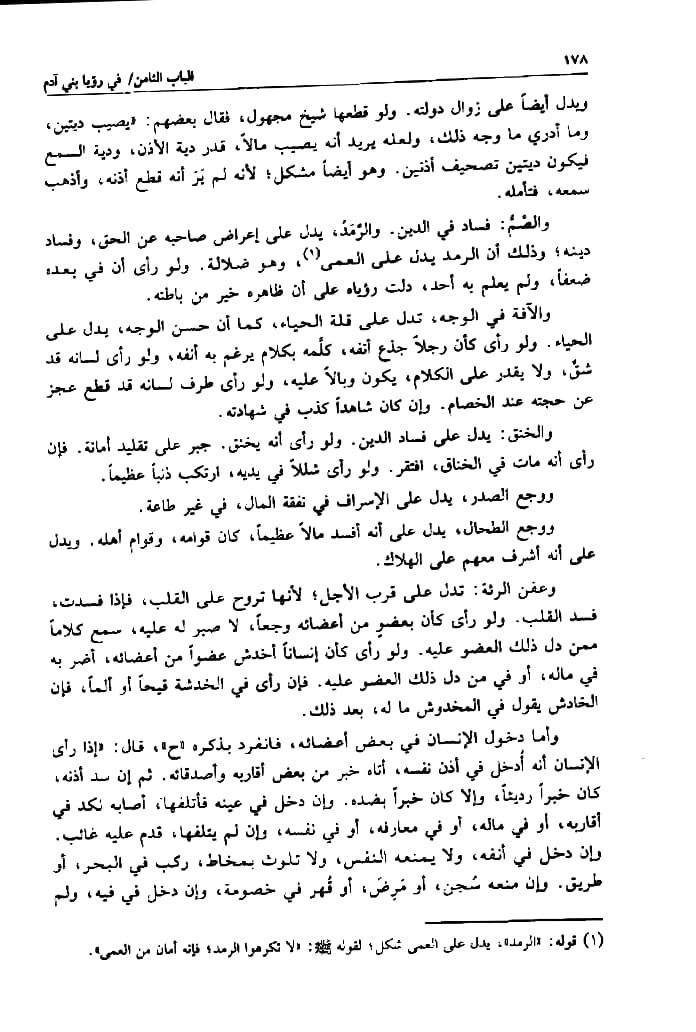 ١٧٨
الباب الثامن/ في رؤيا بني آدم
ويدل أيضاً على زوال دولته. ولو قطعها شيخ مجهول، فقال بعضهم: «يصيب ديتين،
وما أدري ما وجه ذلك، ولعله يريد أنه يصيب مالاً، قدر دية الأذن، ودية السمع
فيكون ديتين تصحيف أذنين. وهو أيضاً مشكل؛ لأنه لم يَرَ أنه قطع أذنه، وأذهب
سمعه، فتأمله.
والصُّمُّ: فساد في الدين. والرَّمَدُ، يدل على إعراض صاحبه عن الحق، وفساد
دينه؛ وذلك أن الرمد يدل على العمى(١)، وهو ضلالة. ولو رأى أن في بعده
ضعفاً، ولم يعلم به أحد، دلت رؤياه على أن ظاهره خير من باطنه.
والآفة في الوجه، تدل على قلة الحياء، كما أن حسن الوجه، يدل على
الحياء. ولو رأى كأن رجلاً جذع أنفه، كلَّمه بكلام يرغم به أنفه، ولو رأى لسانه قد
شقّ، ولا يقدر على الكلام، يكون وبالاً عليه، ولو رأى طرف لسانه قد قطع عجز
عن حجته عند الخصام. وإن كان شاهداً كذب في شهادته.
والخنق: يدل على فساد الدين. ولو رأى أنه يخنق. جبر على تقليد أمانة. فإن
رأى أنه مات في الخناق، افتقر. ولو رأى شللاً في يديه، ارتكب ذنباً عظيماً.
ووجع الصدر، يدل على الإسراف في نفقة المال، في غير طاعة.
ووجع الطحال، يدل على أنه أفسد مالاً عظيماً، كان قوامه، وقوام أهله. ويدل
على أنه أشرف معهم على الهلاك.
وعفن الرئة: تدل على قرب الأجل؛ لأنها تروح على القلب، فإذا فسدت،
فسد القلب. ولو رأى كأن بعضوٍ من أعضائه وجعاً، لا صبر له عليه، سمع كلاماً
ممن دل ذلك العضو عليه. ولو رأى كأن إنساناً أخدش عضواً من أعضائه، أضر به
في ماله، أو في من دل ذلك العضو عليه. فإن رأى في الخدشة قيحاً أو ألماً، فإن
الخادش يقول في المخدوش ما له، بعد ذلك.
وأما دخول الإنسان في بعض أعضائه، فانفرد بذكره «ح»، قال: «إذا رأى
الإنسان أنه أُدخل في أذن نفسه، أتاه خبر من بعض أقاربه وأصدقائه. ثم إن سد أذنه،
كان خبراً رديئاً، وإلا كان خبراً بضده. وإن دخل في عينه فأتلفها، أصابه نكد في
أقاربه، أو في ماله، أو في معارفه، أو في نفسه، وإن لم يتلفها، قدم عليه غائب.
وإن دخل في أنفه، ولا يمنعه النفس، ولا تلوث بمخاط، ركب في البحر، أو
طريق. وإن منعه سُجن، أو مَرِضَ، أو قُهر في خصومة، وإن دخل في فيه، ولم
(١) قوله: «الرمد»، يدل على العمى شكل؛ لقوله ﷺ: «لا تكرهوا الرمد؛ فإنه أمان من العمى».